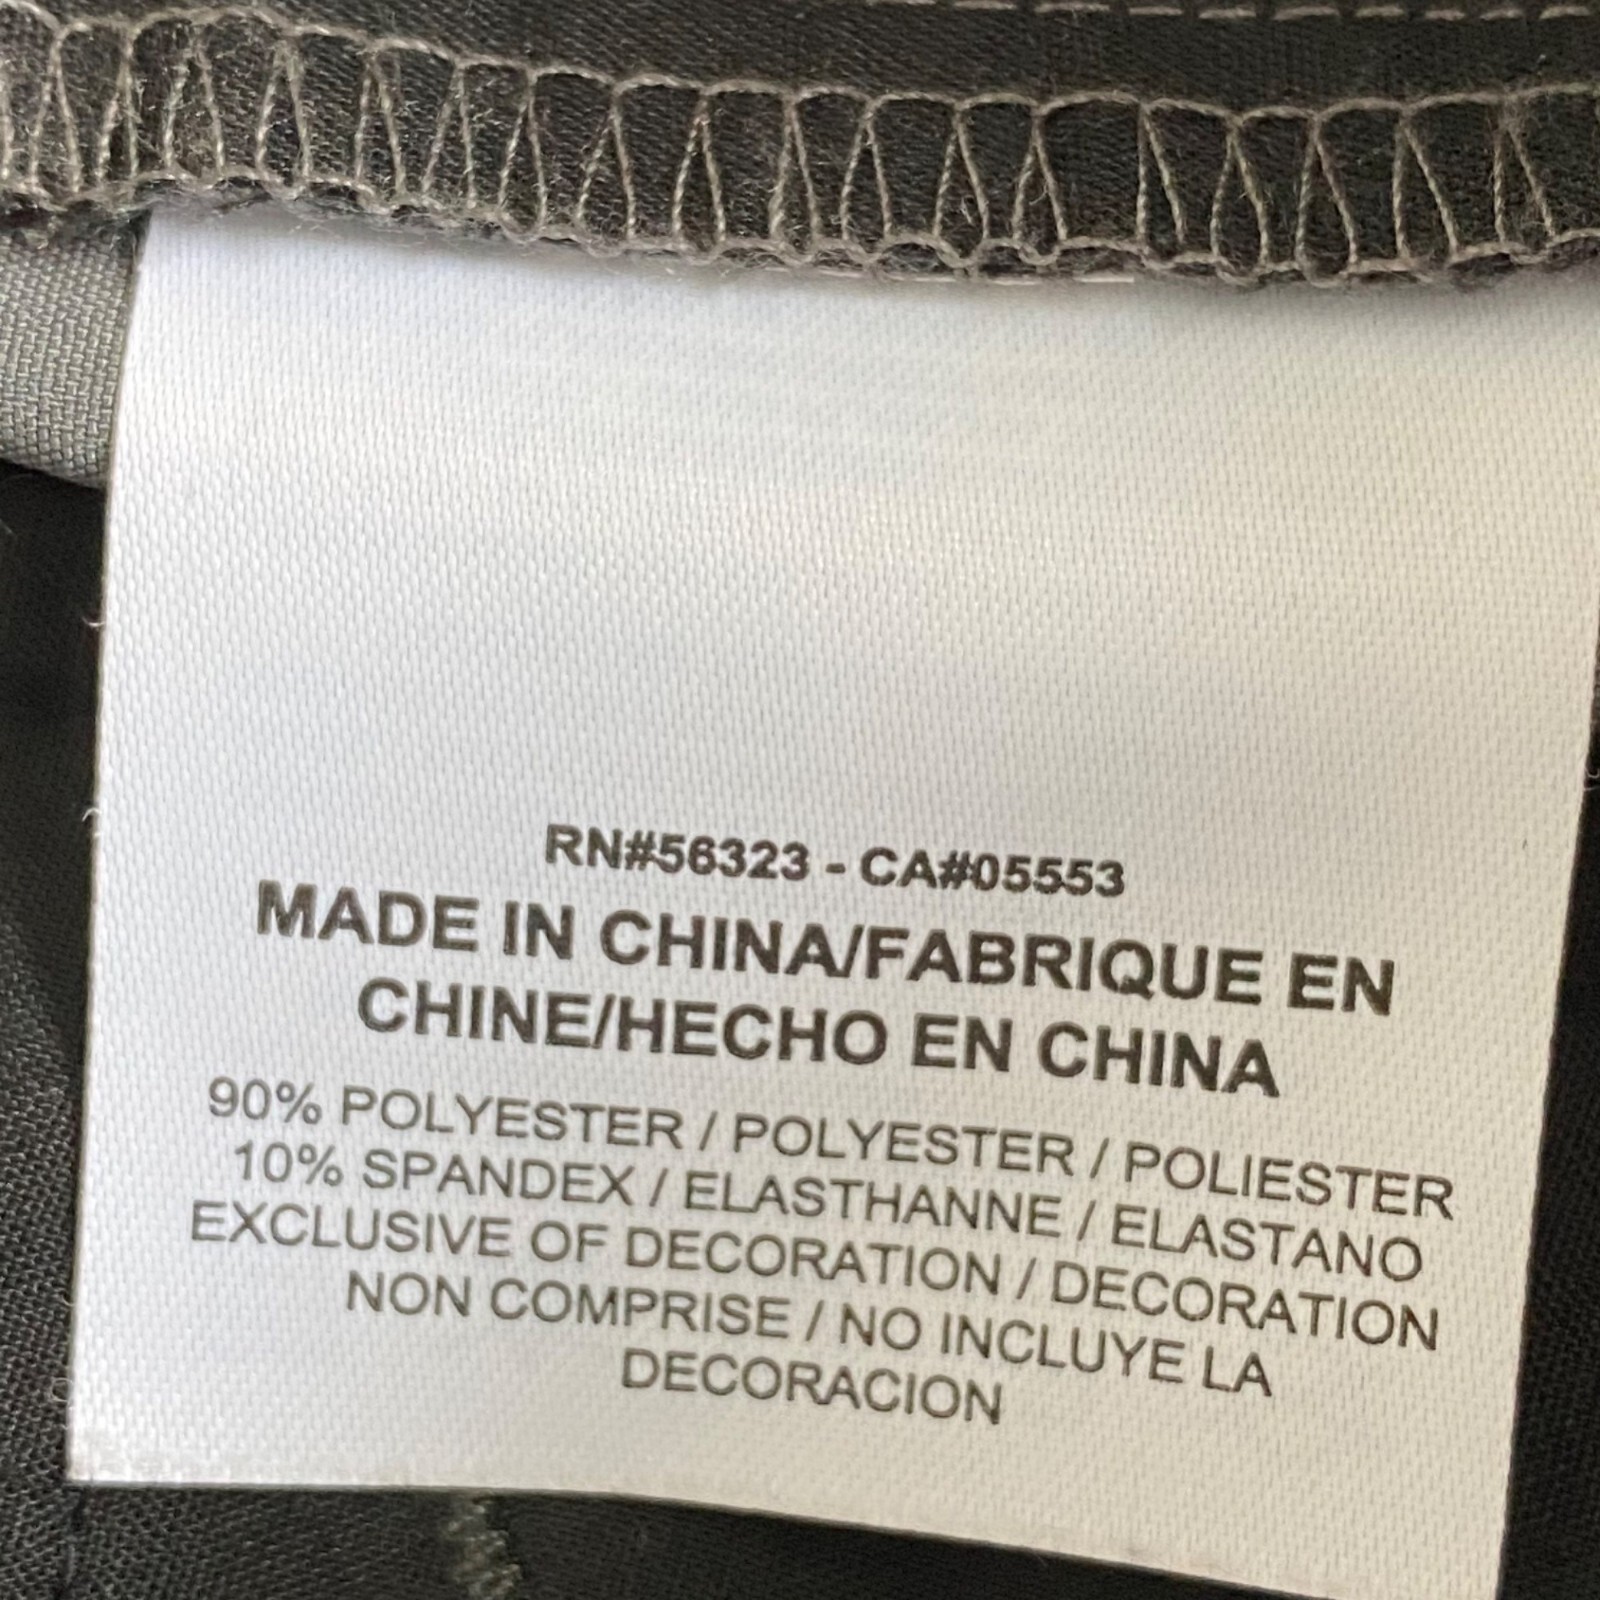 RN#56323 - CA#05553
MADE IN CHINA/FABRIQUE EN
CHINE/HECHO EN CHINA
90% POLYESTER / POLYESTER / POLIESTER
10% SPANDEX / ELASTHANNE / ELASTANO
EXCLUSIVE OF DECORATION / DECORATION
NON COMPRISE / NO INCLUYE LA
DECORACION